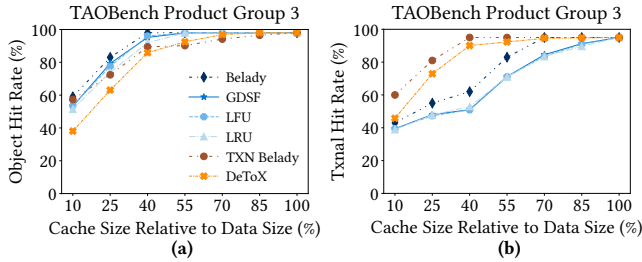 TAOBench Product Group 3
Object Hit Rate (%)
100
80
60
40
20
0
10 25 40 55 70 85 100
Cache Size Relative to Data Size (%)
Belady
GDSF
LFU
LRU
TXN Belady
DeToX
(a)
TAOBench Product Group 3
Txnal Hit Rate (%)
100
80
60
40
20
0
10 25 40 55 70 85 100
Cache Size Relative to Data Size (%)
(b)